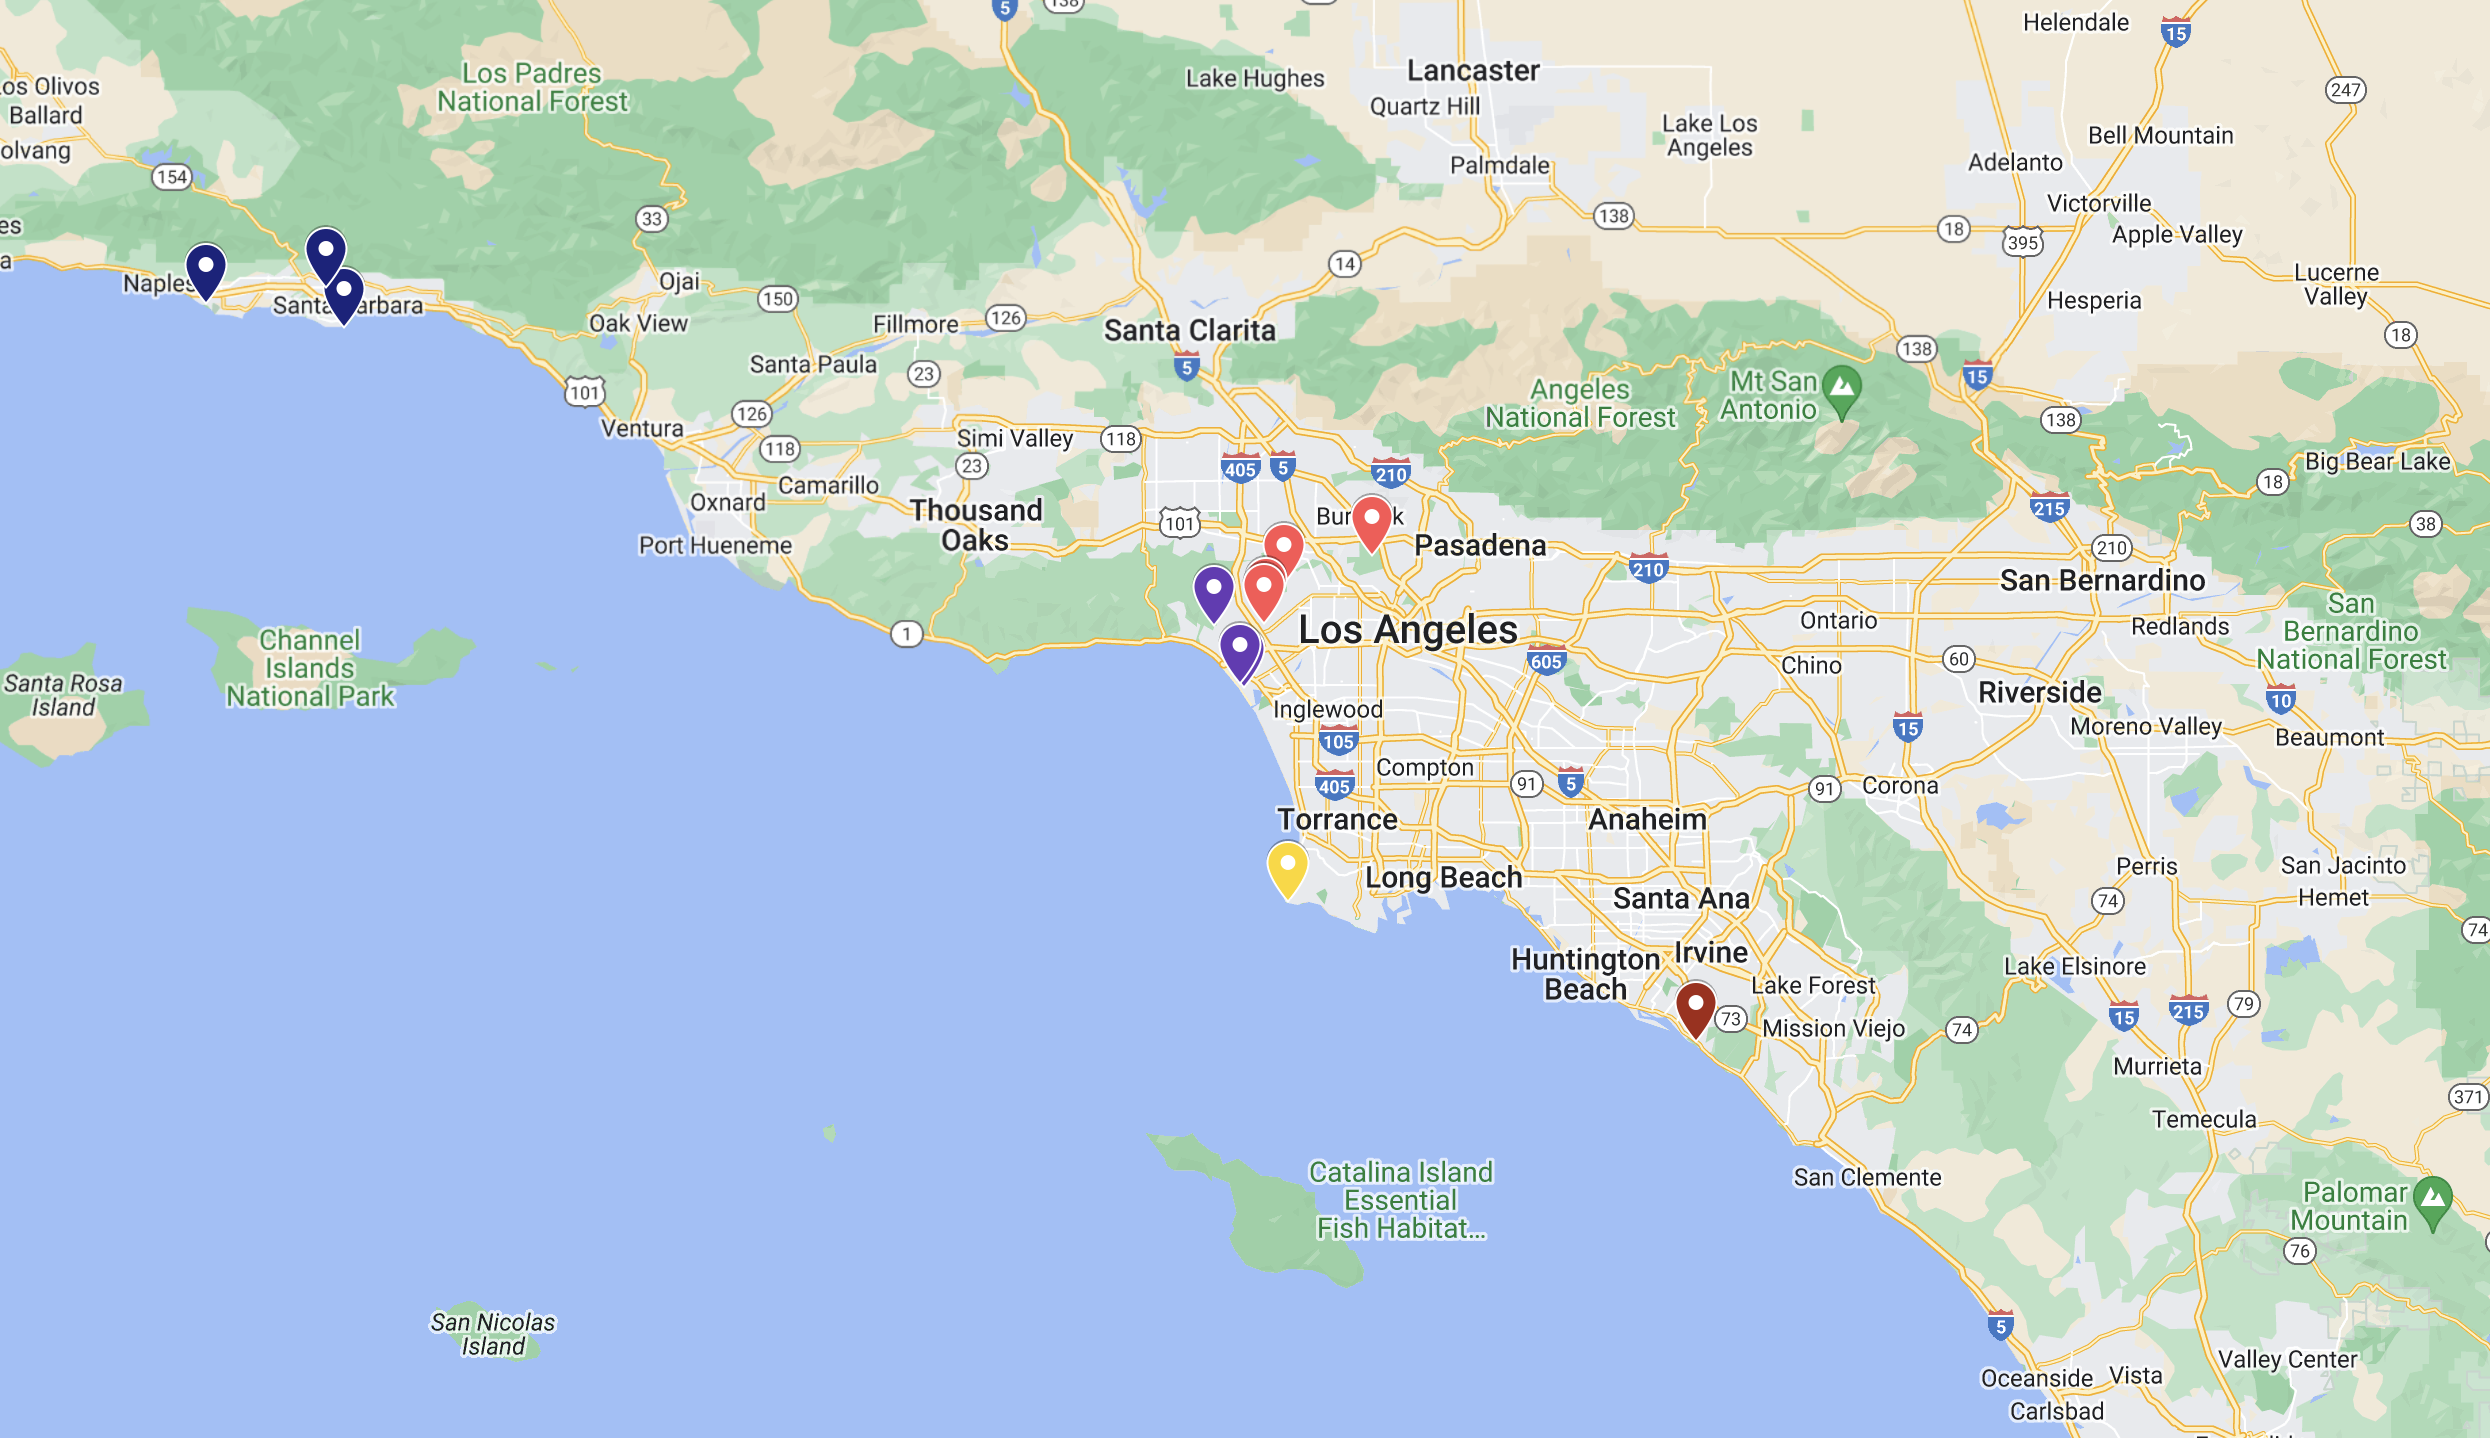 5
138
Helendale
15
Los Padres
National Forest
Lake Hughes
Lancaster
Quartz Hill
247
Los Olivos
Ballard
Lake Los
Angeles
Bell Mountain
olvang
Palmdale
Adelanto
154
Victorville
33
138
18
395
Apple Valley
es
a
14
Naples
Ojai
150
Lucerne
Valley
Santa Barbara
Oak View
Fillmore
126
Santa Clarita
Hesperia
18
138
Santa Paula
23
5
15
101
Angeles
National Forest
Mt San
Antonio
126
138
Ventura
118
Simi Valley
118
23
405
5
210
Big Bear Lake
18
Oxnard
Camarillo
Thousand
Oaks
101
Burbank
215
38
Port Hueneme
Pasadena
210
210
San Bernardino
Ontario
Redlands
San
Bernardino
National Forest
1
Channel
Islands
National Park
Los Angeles
605
Chino
60
Santa Rosa
Island
Riverside
10
Inglewood
15
Moreno Valley
Beaumont
105
Compton
405
91
5
91
Corona
Torrance
Anaheim
Long Beach
Santa Ana
Perris
San Jacinto
74
Hemet
74
Huntington
Beach
Irvine
Lake Forest
Lake Elsinore
73
Mission Viejo
74
15
215
79
Murrieta
Temecula
371
Catalina Island
Essential
Fish Habitat...
San Clemente
Palomar
Mountain
76
San Nicolas
Island
5
Valley Center
Oceanside
Vista
Carlsbad